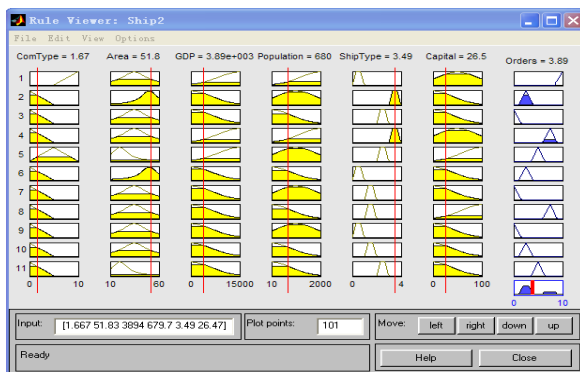 Rule Viewer: Ship2
File Edit View Options
ComType = 1.67 Area = 51.8 GDP = 3.89e+003 Population = 680 ShipType = 3.49 Capital = 26.5 Orders = 3.89
1
2
3
4
5
6
7
8
9
10
11
0 10 10 60 0 15000 10 2000 0 4 0 100
0 10
Input: [1.667 51.83 3894 679.7 3.49 26.47] Plot points: 101 Move: left right down up
Ready Help Close